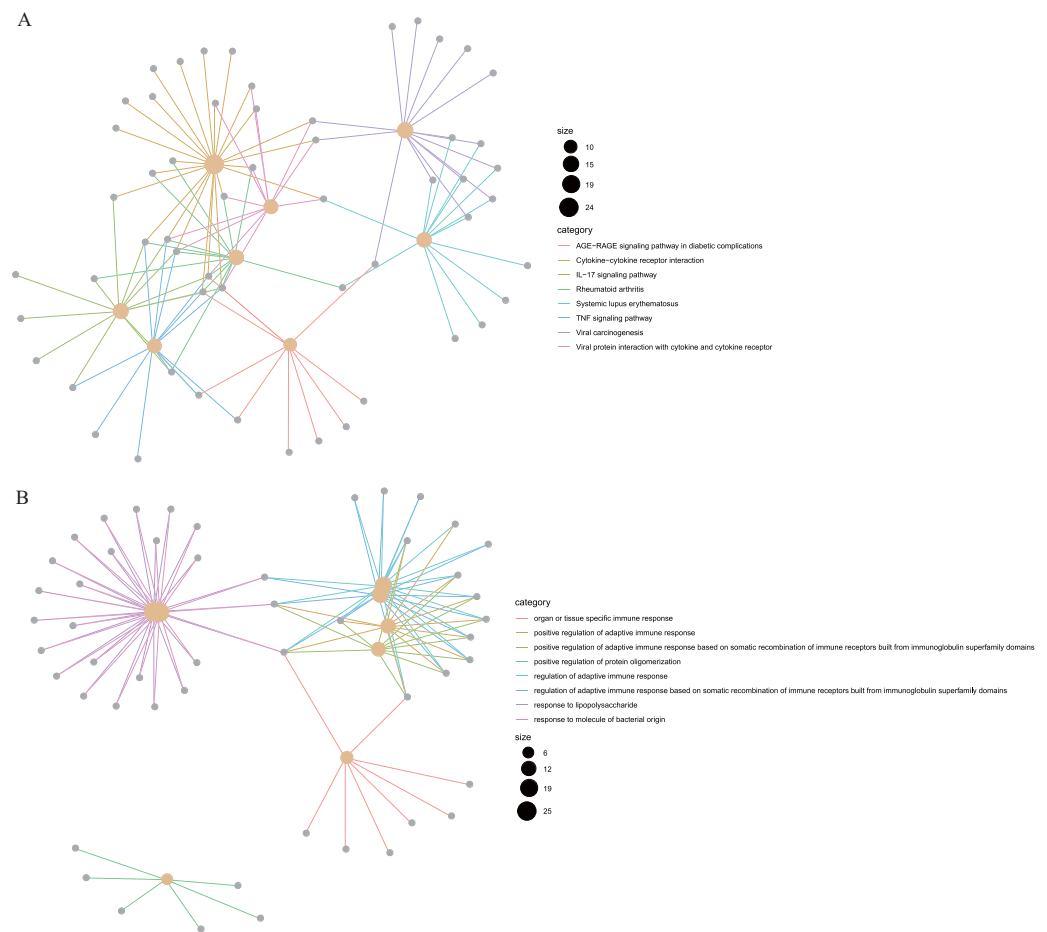 A
size
10
15
19
24
category
AGE−RAGE signaling pathway in diabetic complications
Cytokine−cytokine receptor interaction
IL−17 signaling pathway
Rheumatoid arthritis
Systemic lupus erythematosus
TNF signaling pathway
Viral carcinogenesis
Viral protein interaction with cytokine and cytokine receptor
B
category
organ or tissue specific immune response
positive regulation of adaptive immune response
positive regulation of adaptive immune response based on somatic recombination of immune receptors built from immunoglobulin superfamily domains
positive regulation of protein oligomerization
regulation of adaptive immune response
regulation of adaptive immune response based on somatic recombination of immune receptors built from immunoglobulin superfamily domains
response to lipopolysaccharide
response to molecule of bacterial origin
size
6
12
19
25